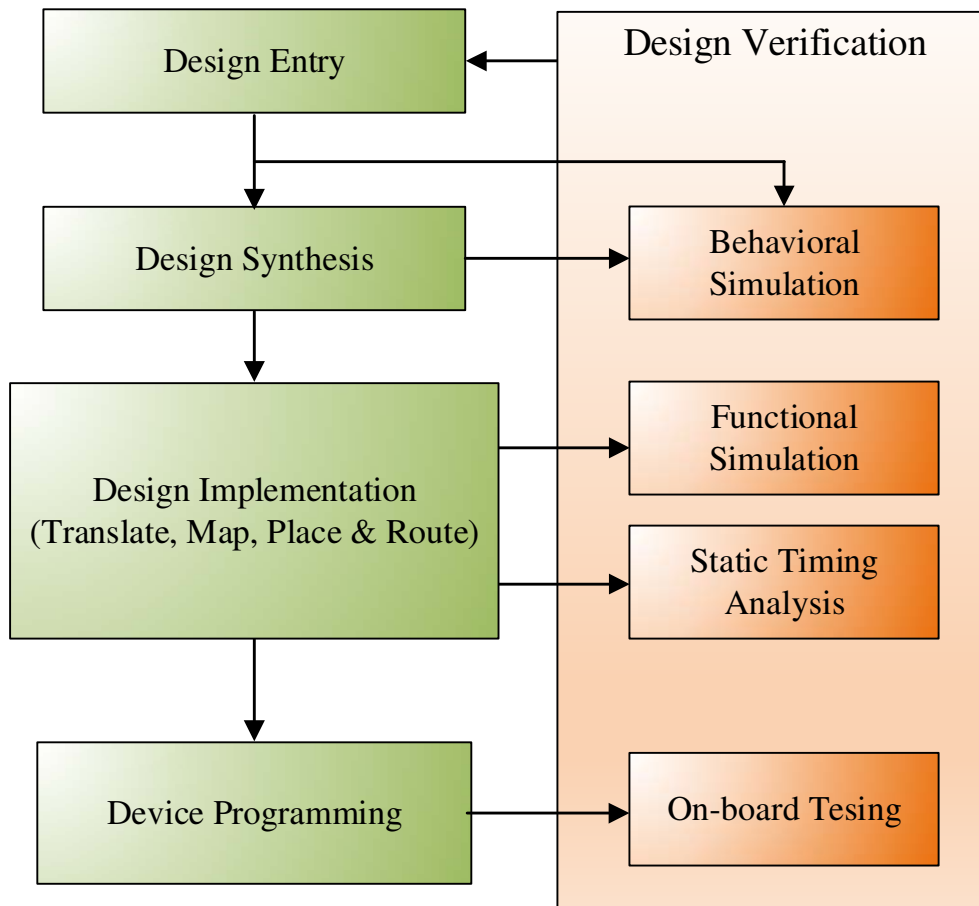 Design Entry
Design Verification
Design Synthesis
Behavioral
Simulation
Design Implementation
(Translate, Map, Place & Route)
Functional
Simulation
Static Timing
Analysis
Device Programming
On-board Tesing